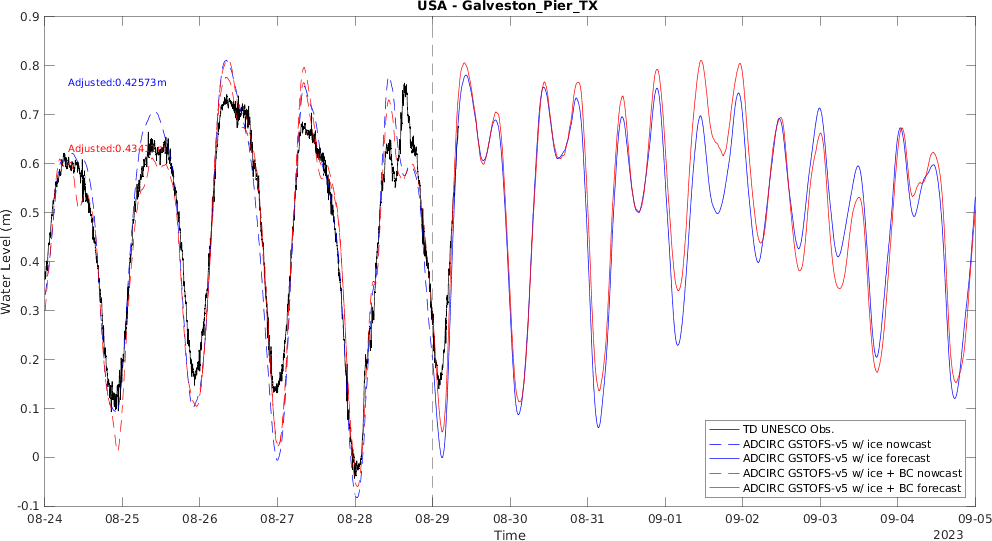 USA - Galveston_Pier_TX
0.9
0.8
0.7
0.6
0.5
0.4
0.3
0.2
0.1
0
-0.1
Water Level (m)
Adjusted:0.42573m
Adjusted:0.434
08-24 08-25 08-26 08-27 08-28 08-29 08-30 08-31 09-01 09-02 09-03 09-04 09-05
Time
2023
TD UNESCO Obs.
ADCIRC GSTOFS-v5 w/ ice nowcast
ADCIRC GSTOFS-v5 w/ ice forecast
ADCIRC GSTOFS-v5 w/ ice + BC nowcast
ADCIRC GSTOFS-v5 w/ ice + BC forecast